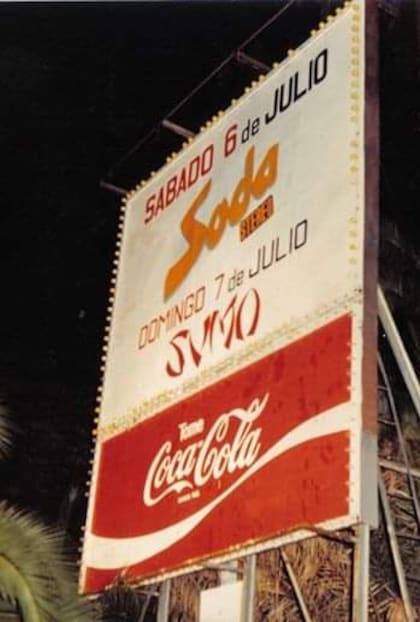 SABADO 6 de JULIO
Soda
STEREO
DOMINGO 7 de JULIO
SUMO
Tome
Coca-Cola